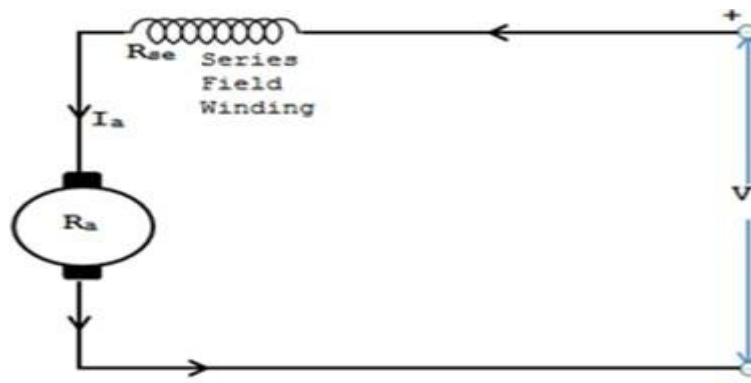 +
Rse
Series
Field
Winding
Ia
Ra
V